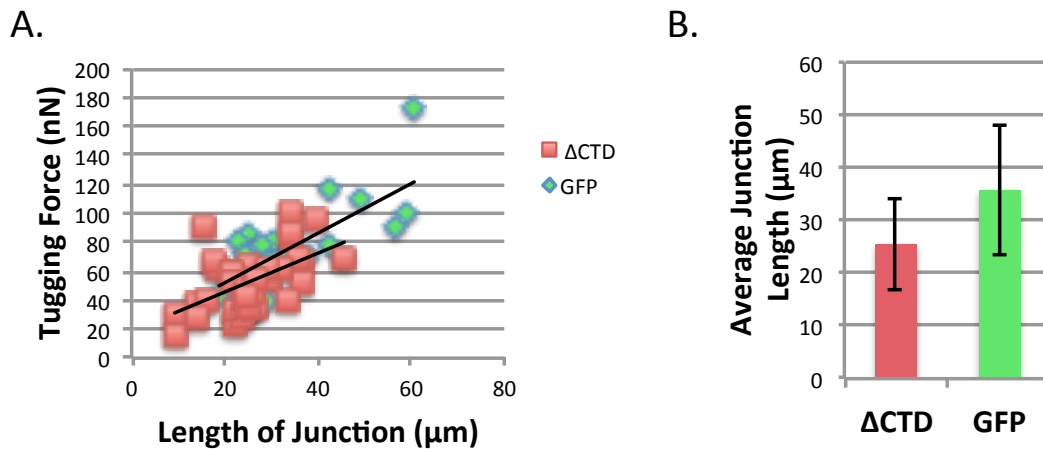 A.
200
180
160
140
120
100
80
60
40
20
0
Tugging Force (nN)
0 20 40 60 80
Length of Junction (μm)
ΔCTD
GFP
B.
60
50
40
30
20
10
0
Average Junction
Length (μm)
ΔCTD GFP